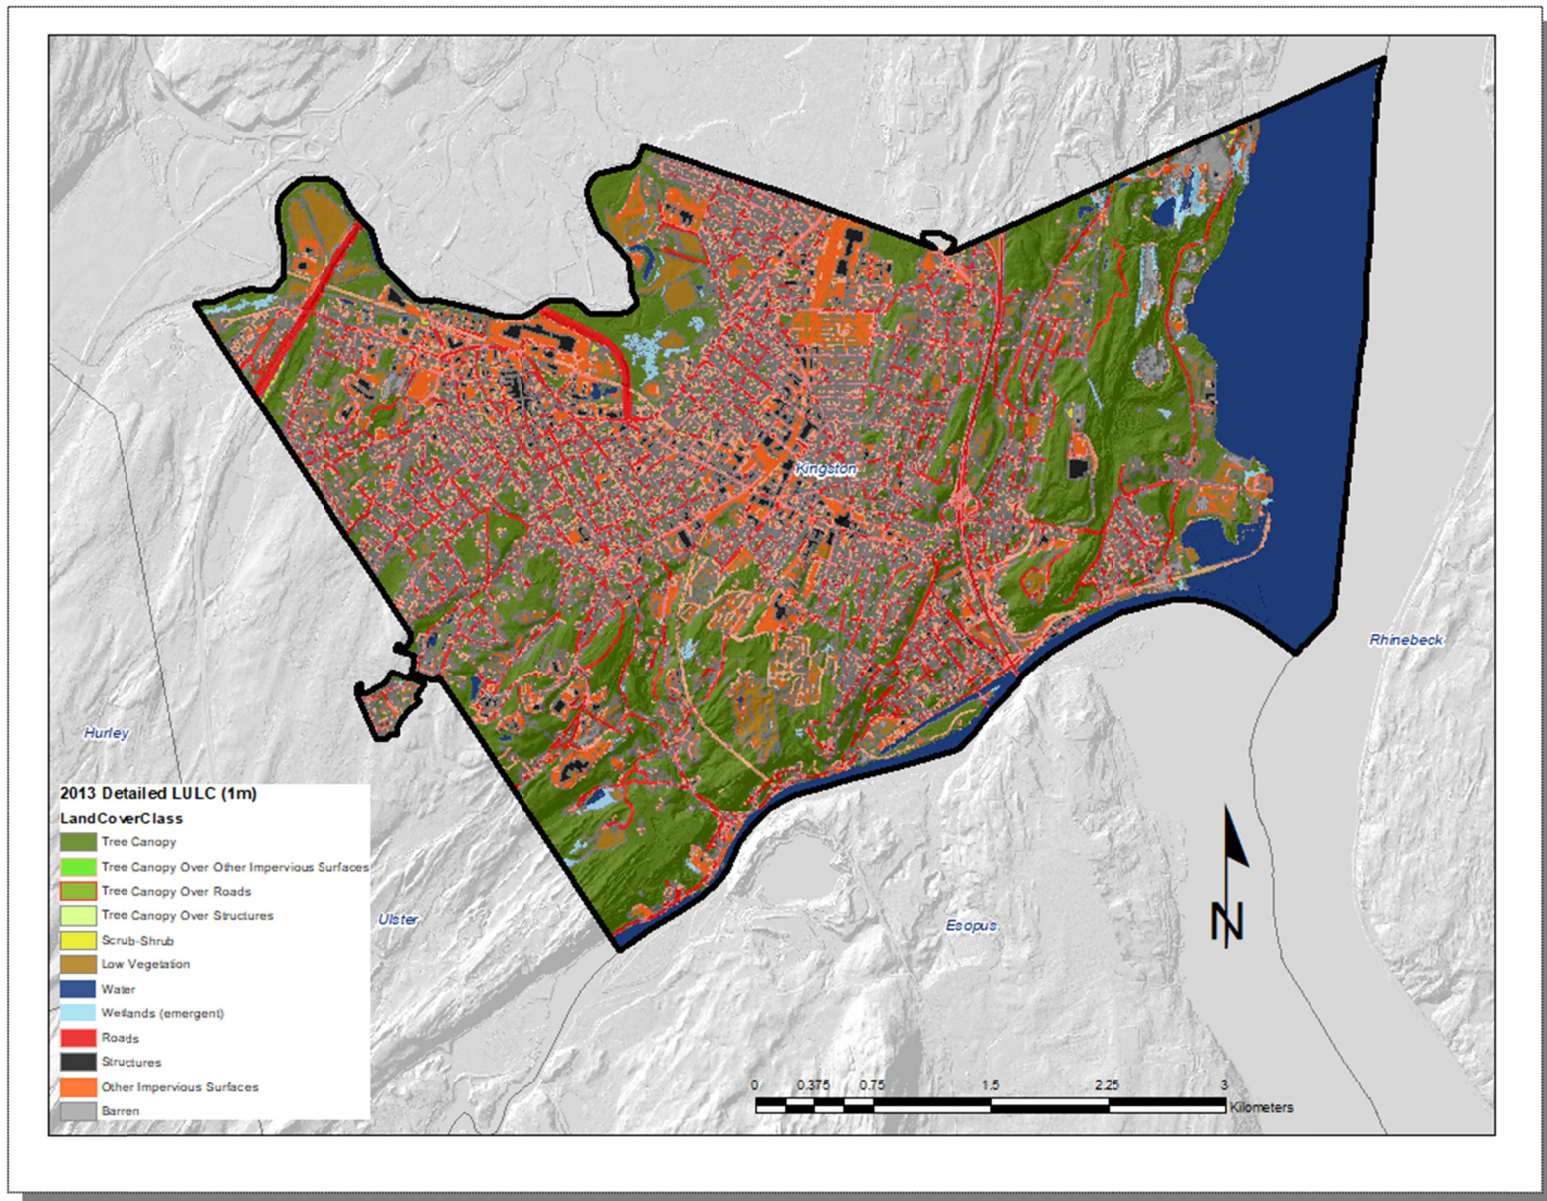 Kingston
Rhinebeck
Hurley
2013 Detailed LULC (1m)
LandCoverClass
Tree Canopy
Tree Canopy Over Other Impervious Surfaces
Tree Canopy Over Roads
Tree Canopy Over Structures
Scrub-Shrub
Low Vegetation
Water
Wetlands (emergent)
Roads
Structures
Other Impervious Surfaces
Barren
Ulster
Esopus
N
0 0.375 0.75 1.5 2.25 3
Kilometers